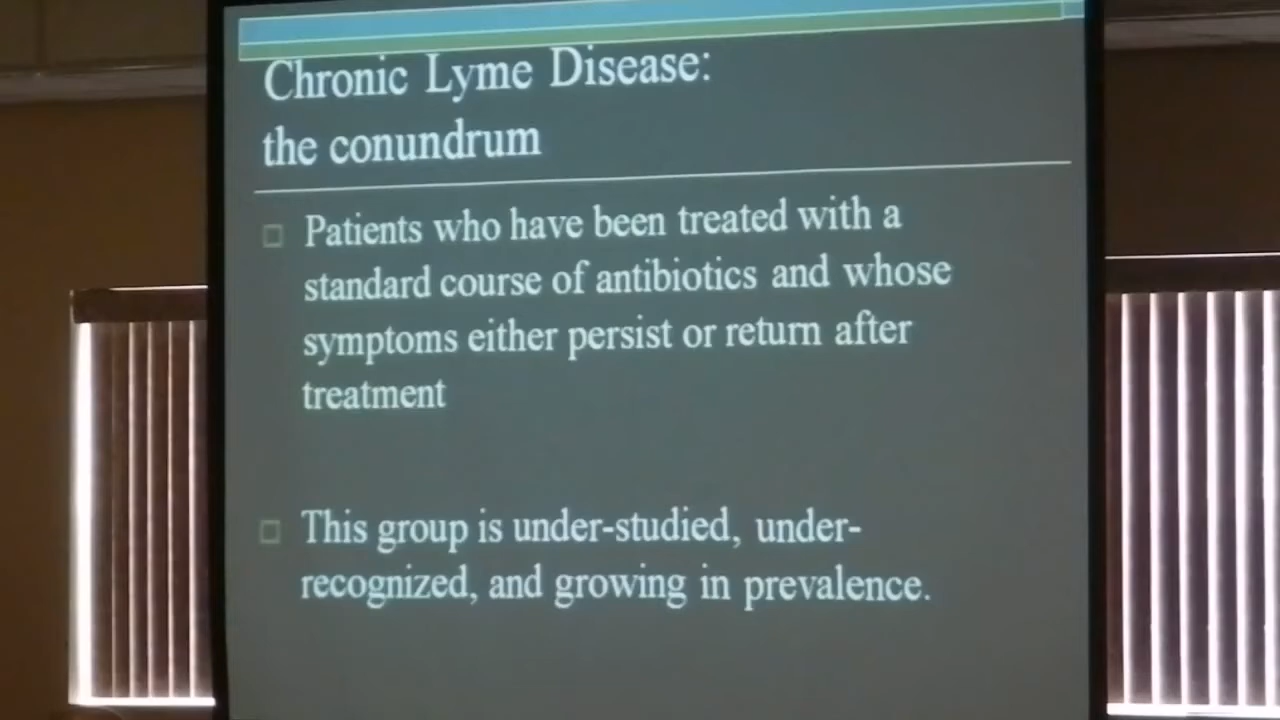 Chronic Lyme Disease:
the conundrum
Patients who have been treated with a
standard course of antibiotics and whose
symptoms either persist or return after
treatment
This group is under-studied, under-
recognized, and growing in prevalence.